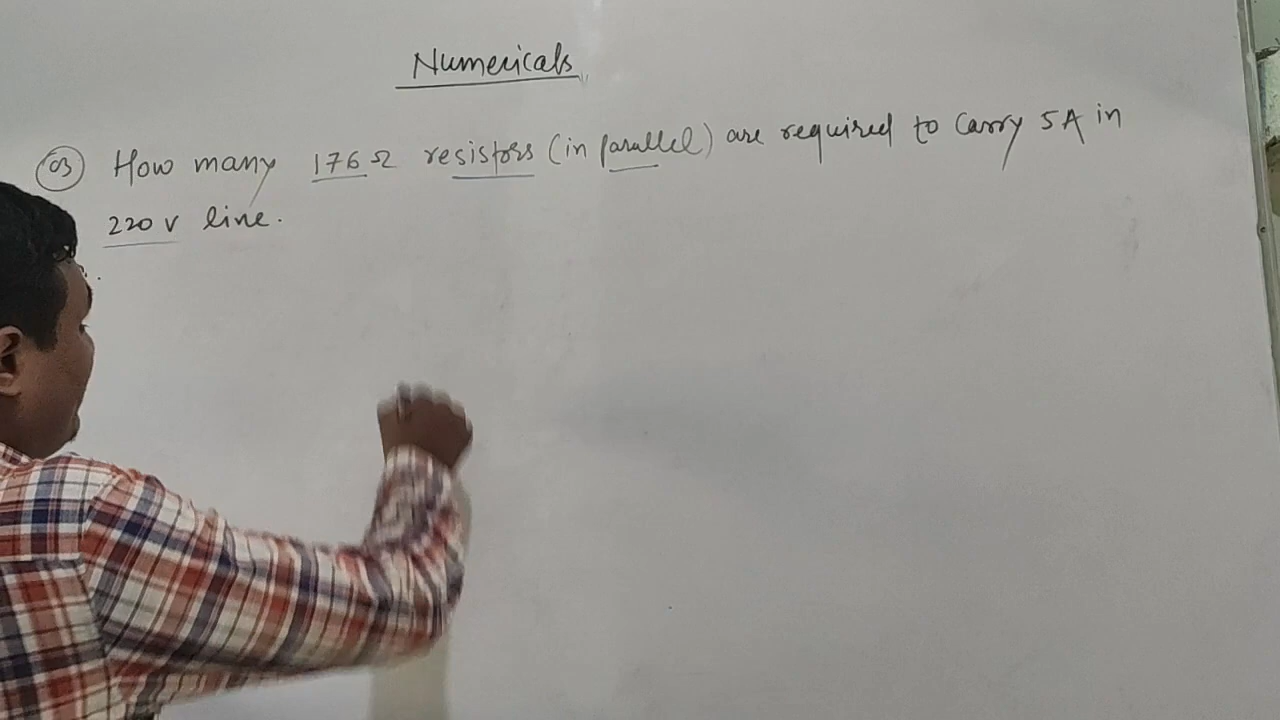 Numericals
03 How many 176 Ω resistors (in parallel) are required to carry 5A in
220 V line.